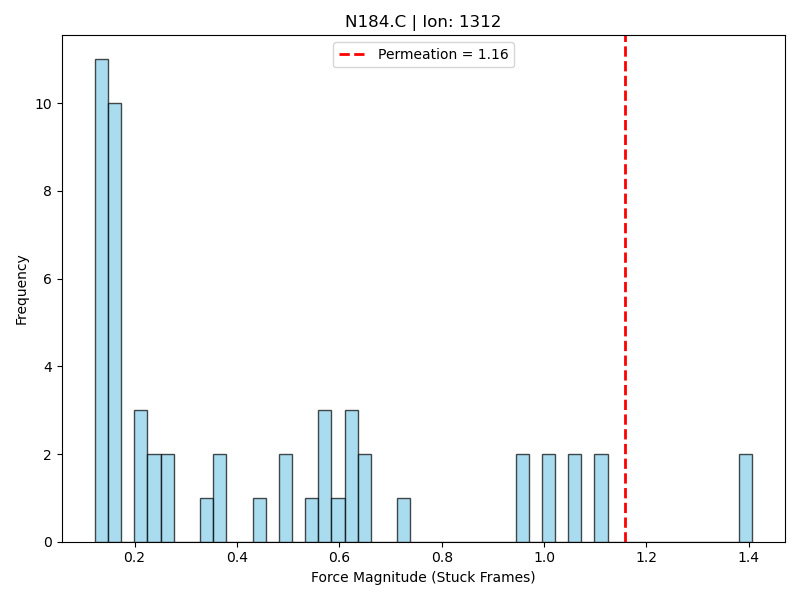 N184.C | Ion: 1312
Permeation = 1.16
Frequency
10
8
6
4
2
0
0.2 0.4 0.6 0.8 1.0 1.2 1.4
Force Magnitude (Stuck Frames)